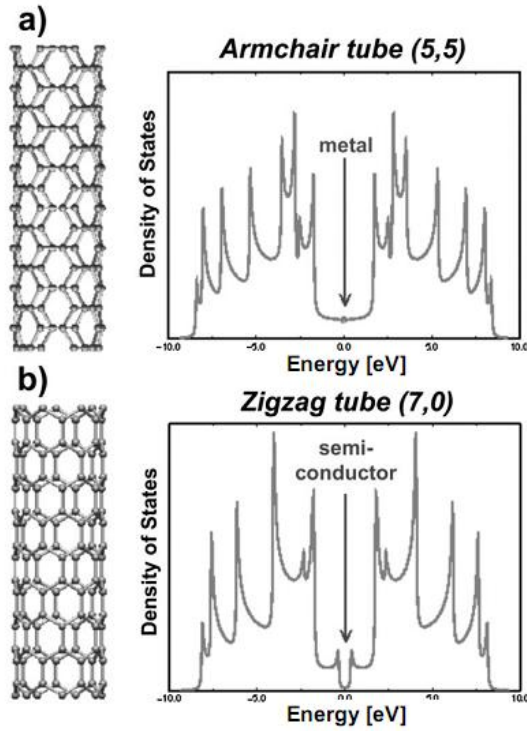 a)
Armchair tube (5,5)
Density of States
metal
-10.0 -5.0 0.0 5.0 10.0
Energy [eV]
b)
Zigzag tube (7,0)
Density of States
semi-
conductor
-10.0 -5.0 0.0 5.0 10.0
Energy [eV]